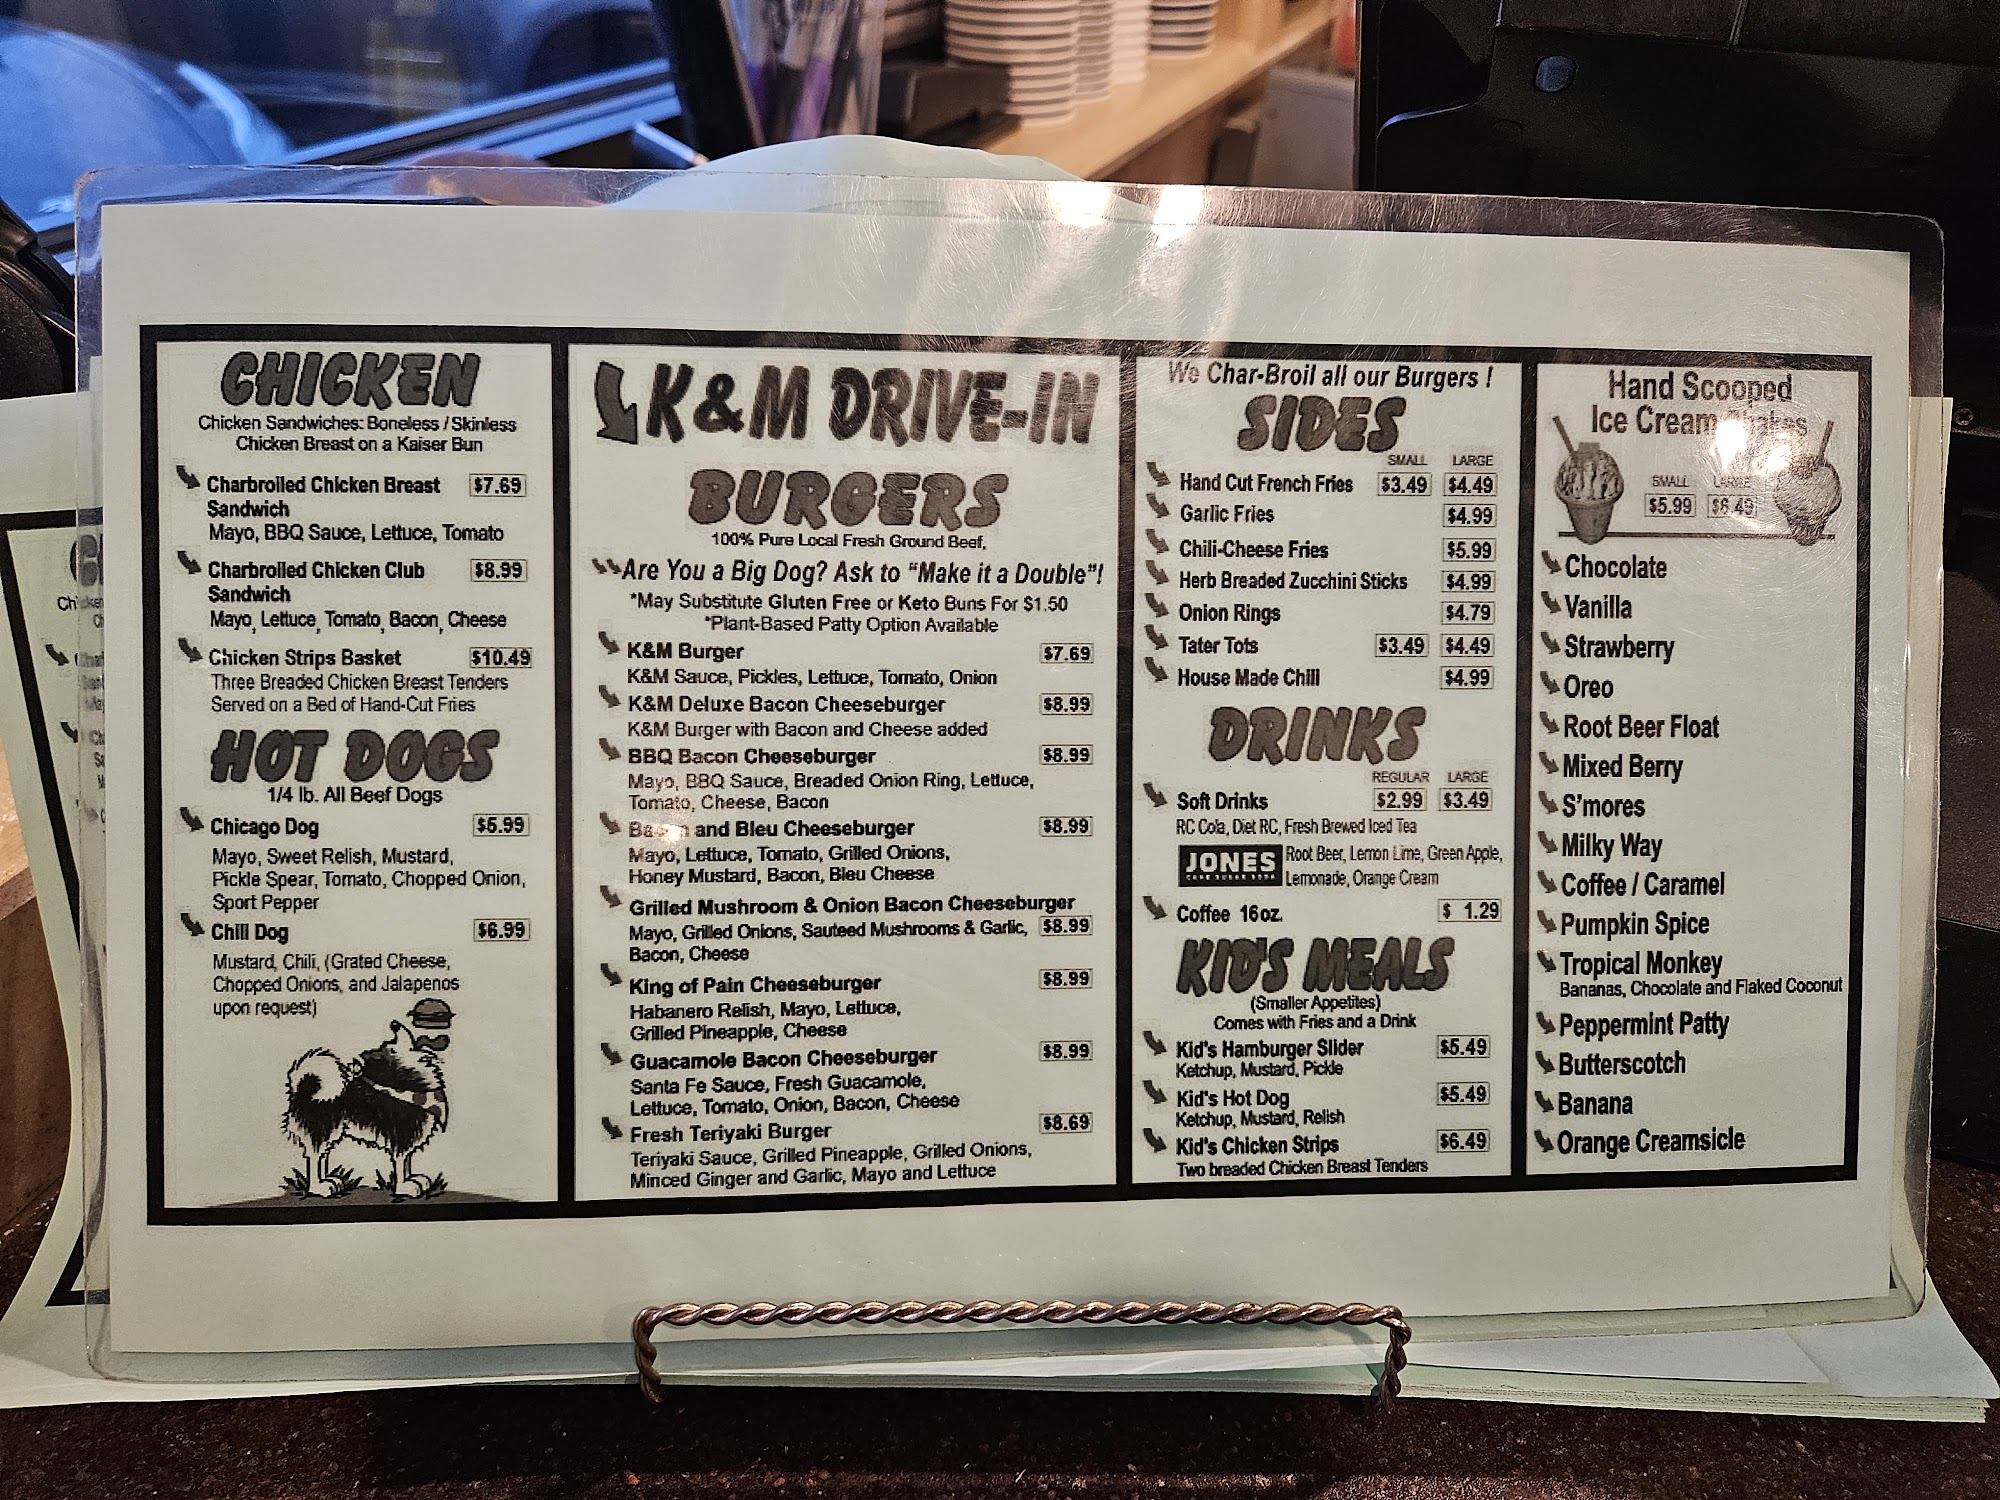 CHICKEN
Chicken Sandwiches: Boneless / Skinless
Chicken Breast on a Kaiser Bun
Charbroiled Chicken Breast $7.69
Sandwich
Mayo, BBQ Sauce, Lettuce, Tomato
Charbroiled Chicken Club $8.99
Sandwich
Mayo, Lettuce, Tomato, Bacon, Cheese
Chicken Strips Basket $10.49
Three Breaded Chicken Breast Tenders
Served on a Bed of Hand-Cut Fries
HOT DOGS
1/4 lb. All Beef Dogs
Chicago Dog $5.99
Mayo, Sweet Relish, Mustard,
Pickle Spear, Tomato, Chopped Onion,
Sport Pepper
Chili Dog $6.99
Mustard, Chili, (Grated Cheese,
Chopped Onions, and Jalapenos
upon request)
K&M DRIVE-IN
BURGERS
100% Pure Local Fresh Ground Beef,
Are You a Big Dog? Ask to "Make it a Double"!
*May Substitute Gluten Free or Keto Buns For $1.50
*Plant-Based Patty Option Available
K&M Burger $7.69
K&M Sauce, Pickles, Lettuce, Tomato, Onion
K&M Deluxe Bacon Cheeseburger $8.99
K&M Burger with Bacon and Cheese added
BBQ Bacon Cheeseburger $8.99
Mayo, BBQ Sauce, Breaded Onion Ring, Lettuce,
Tomato, Cheese, Bacon
Bacon and Bleu Cheeseburger $8.99
Mayo, Lettuce, Tomato, Grilled Onions,
Honey Mustard, Bacon, Bleu Cheese
Grilled Mushroom & Onion Bacon Cheeseburger
Mayo, Grilled Onions, Sauteed Mushrooms & Garlic, $8.99
Bacon, Cheese
King of Pain Cheeseburger $8.99
Habanero Relish, Mayo, Lettuce,
Grilled Pineapple, Cheese
Guacamole Bacon Cheeseburger $8.99
Santa Fe Sauce, Fresh Guacamole,
Lettuce, Tomato, Onion, Bacon, Cheese
Fresh Teriyaki Burger $8.69
Teriyaki Sauce, Grilled Pineapple, Grilled Onions,
Minced Ginger and Garlic, Mayo and Lettuce
We Char-Broil all our Burgers !
SIDES
SMALL LARGE
Hand Cut French Fries $3.49 $4.49
Garlic Fries $4.99
Chili-Cheese Fries $5.99
Herb Breaded Zucchini Sticks $4.99
Onion Rings $4.79
Tater Tots $3.49 $4.49
House Made Chili $4.99
DRINKS
REGULAR LARGE
Soft Drinks $2.99 $3.49
RC Cola, Diet RC, Fresh Brewed Iced Tea
JONES Root Beer, Lemon Lime, Green Apple,
Lemonade, Orange Cream
Coffee 16oz. $ 1.29
KID'S MEALS
(Smaller Appetites)
Comes with Fries and a Drink
Kid's Hamburger Slider $5.49
Ketchup, Mustard, Pickle
Kid's Hot Dog $5.49
Ketchup, Mustard, Relish
Kid's Chicken Strips $6.49
Two breaded Chicken Breast Tenders
Hand Scooped
Ice Cream Shakes
SMALL LARGE
$5.99 $6.49
Chocolate
Vanilla
Strawberry
Oreo
Root Beer Float
Mixed Berry
S'mores
Milky Way
Coffee / Caramel
Pumpkin Spice
Tropical Monkey
Bananas, Chocolate and Flaked Coconut
Peppermint Patty
Butterscotch
Banana
Orange Creamsicle